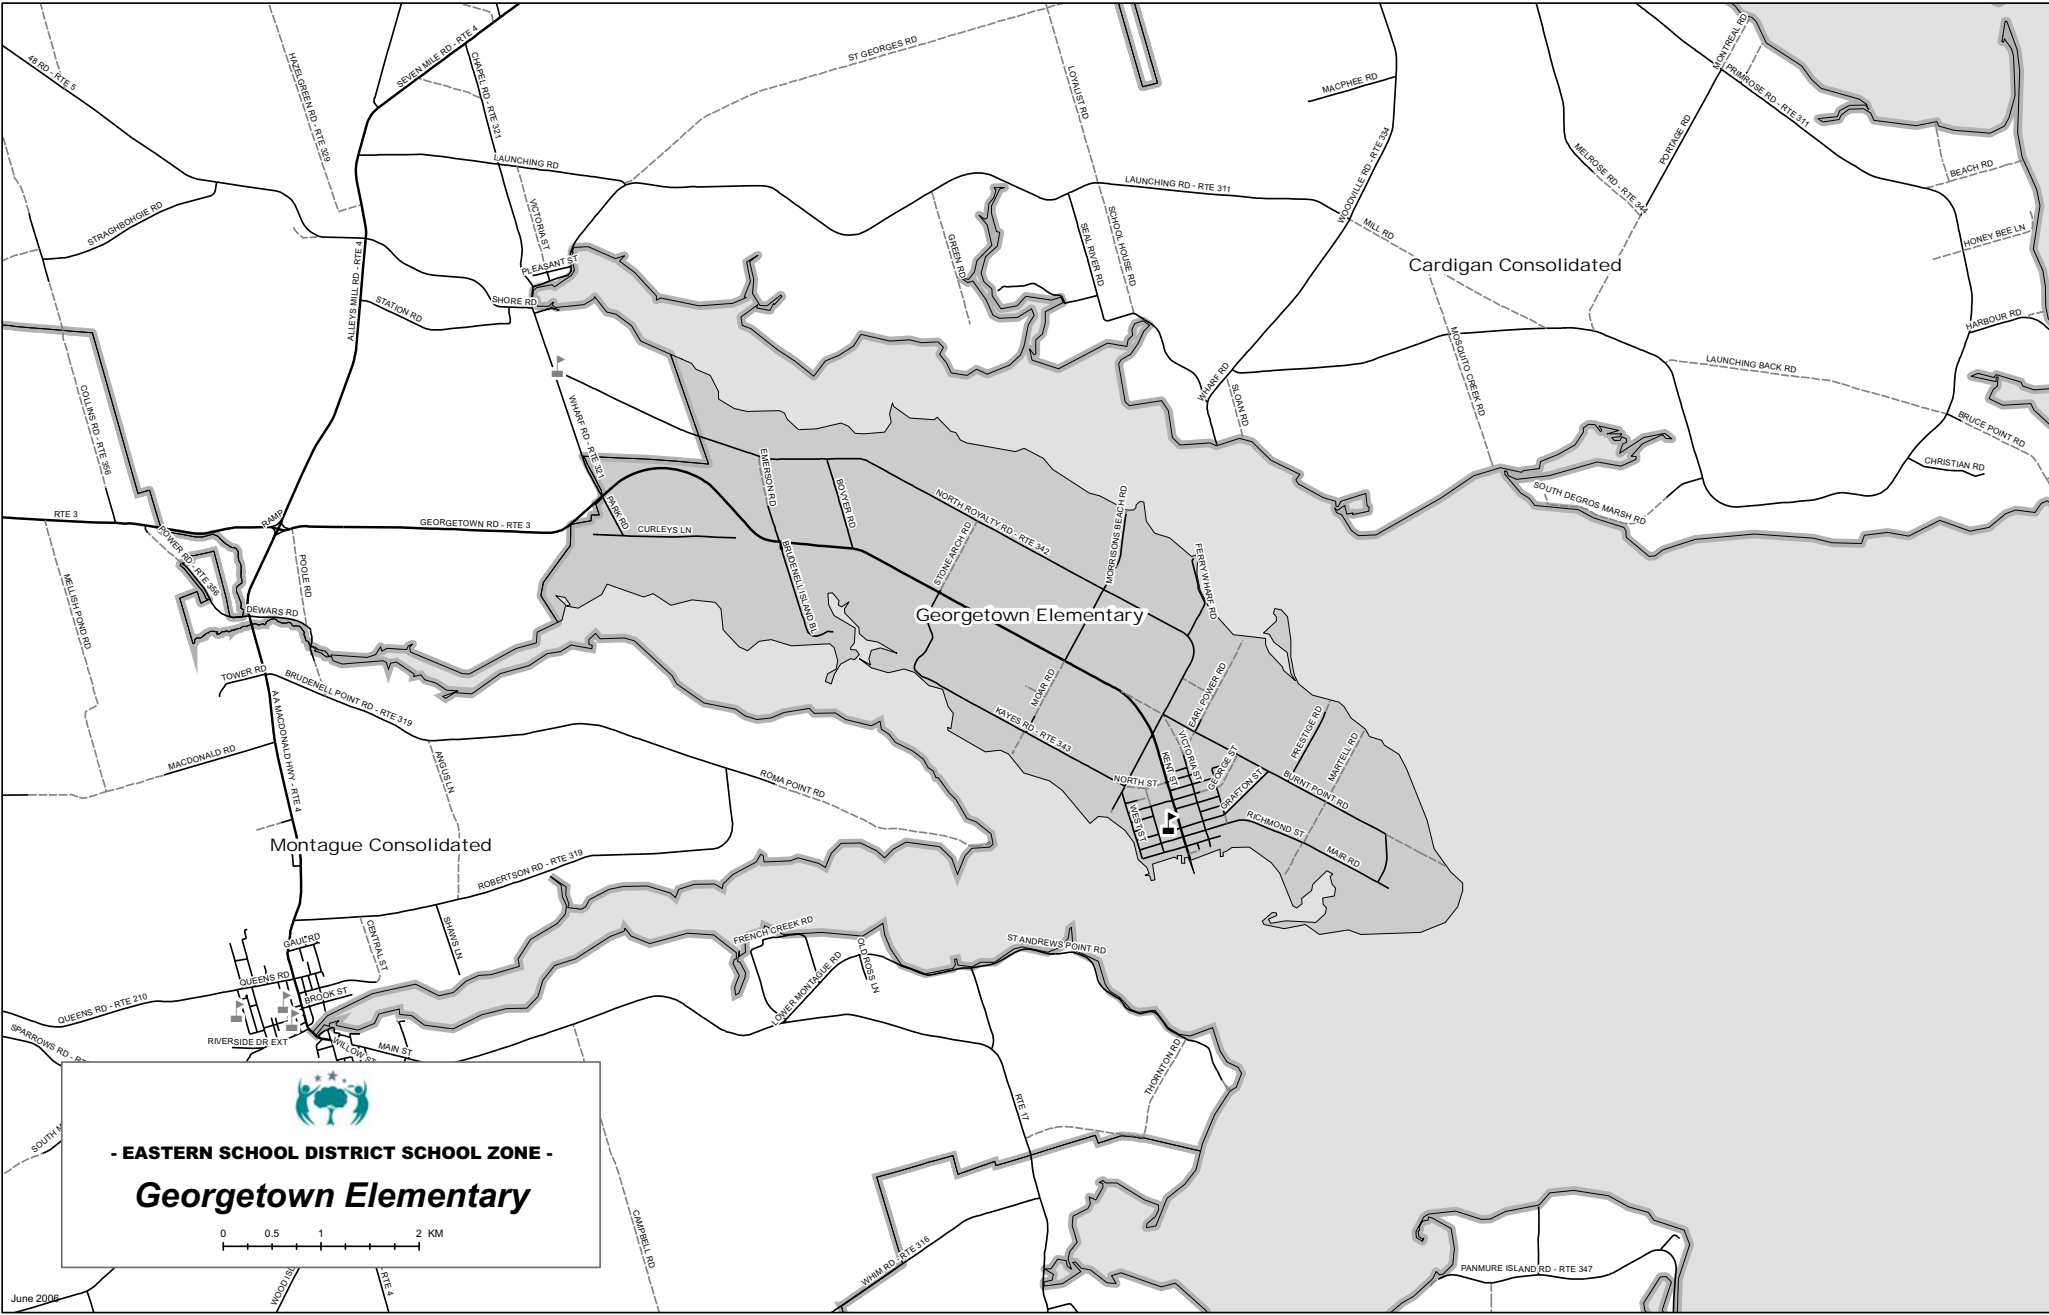 48 RD - RTE 5
HAZELGREEN RD - RTE 329
SEVEN MILE RD - RTE 4
CHAPEL RD - RTE 321
ST GEORGES RD
LOYALIST RD
MACPHEE RD
WOODVILLE RD - RTE 334
MONTREAL RD
PRIMROSE RD - RTE 311
PORTAGE RD
MELROSE RD - RTE 344
BEACH RD
HONEY BEE LN
HARBOUR RD
LAUNCHING RD
LAUNCHING RD - RTE 311
STRAGHBOHGIE RD
VICTORIA ST
PLEASANT ST
GREEN RD
SEAL RIVER RD
SCHOOL HOUSE RD
MILL RD
Cardigan Consolidated
ALLEYS MILL RD - RTE 4
STATION RD
SHORE RD
MOSQUITO CREEK RD
LAUNCHING BACK RD
BRUCE POINT RD
CHRISTIAN RD
WHARF RD
SLOAN RD
SOUTH DEGROS MARSH RD
COLLINS RD - RTE 356
WHARF RD - RTE 321
EMERSON RD
BOVYER RD
NORTH ROYALTY RD - RTE 342
MORRISONS BEACH RD
STONE ARCH RD
FERRY WHARF RD
RTE 3
RAMP
GEORGETOWN RD - RTE 3
PARK RD
CURLEYS LN
BRUDENELL ISLAND BL
POWER RD - RTE 356
POOLE RD
DEWARS RD
MELLISH POND RD
Georgetown Elementary
TOWER RD
BRUDENELL POINT RD - RTE 319
MOAR RD
KAYES RD - RTE 343
EARL POWER RD
PRESTIGE RD
MARTELL RD
VICTORIA ST
KENT ST
GEORGE ST
GRAFTON ST
BURNT POINT RD
NORTH ST
WEST ST
RICHMOND ST
MAIR RD
MACDONALD RD
A A MACDONALD HWY - RTE 4
ANGUS LN
ROMA POINT RD
Montague Consolidated
ROBERTSON RD - RTE 319
SHAWS LN
CENTRAL ST
GAUL RD
QUEENS RD
QUEENS RD - RTE 210
BROOK ST
RIVERSIDE DR EXT
WILLOW ST
MAIN ST
SPARROWS RD - RT
FRENCH CREEK RD
OLD ROSS LN
LOWER MONTAGUE RD
ST ANDREWS POINT RD
THORNTON RD
RTE 17
SOUTH M
CAMPBELL RD
WHIM RD - RTE 316
PANMURE ISLAND RD - RTE 347
- EASTERN SCHOOL DISTRICT SCHOOL ZONE -
Georgetown Elementary
0 0.5 1 2 KM
WOOD ISL
- RTE 4
June 2006